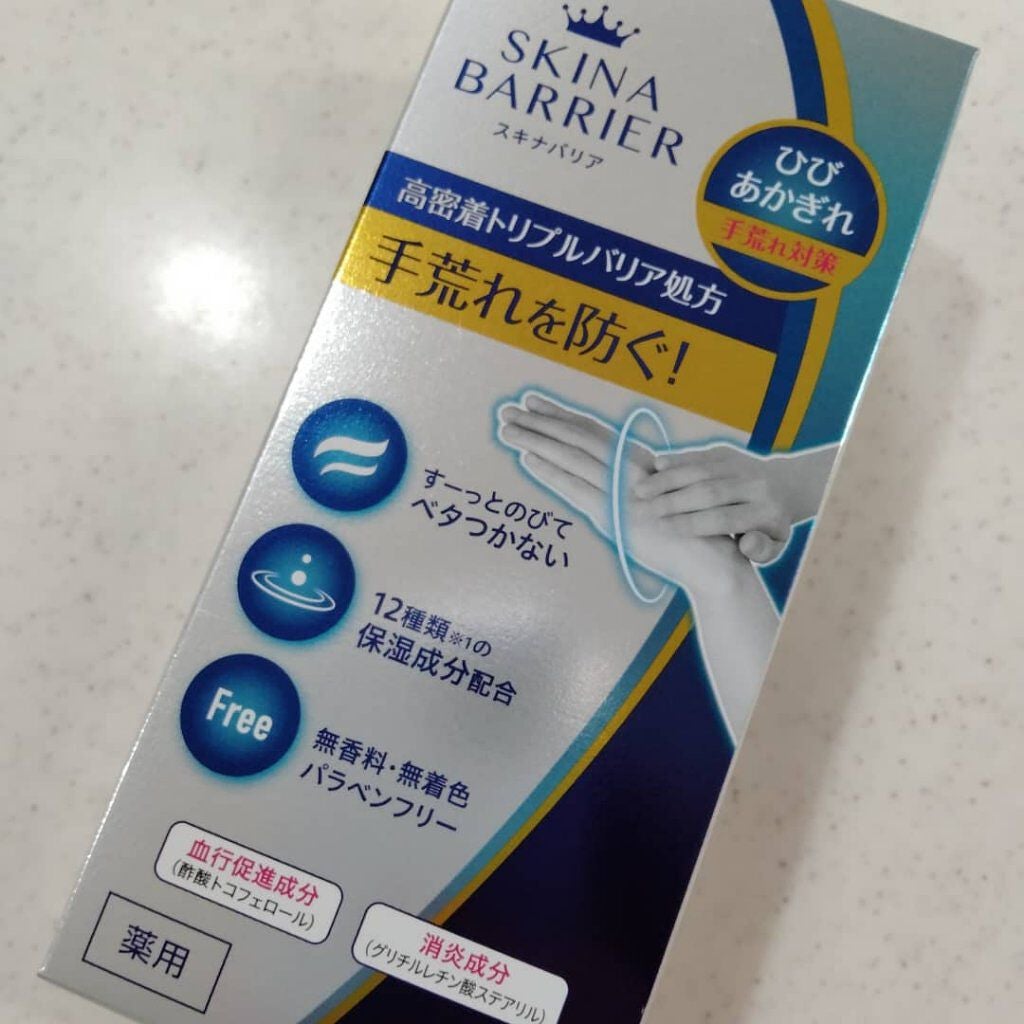 SKINA
BARRIER
スキナバリア
ひび
あかぎれ
手荒れ対策
高密着トリプルバリア処方
手荒れを防ぐ!
すーっとのびて
ベタつかない
12種類※1の
保湿成分配合
Free
無香料・無着色
パラベンフリー
血行促進成分
(酢酸トコフェロール)
消炎成分
(グリチルレチン酸ステアリル)
薬用